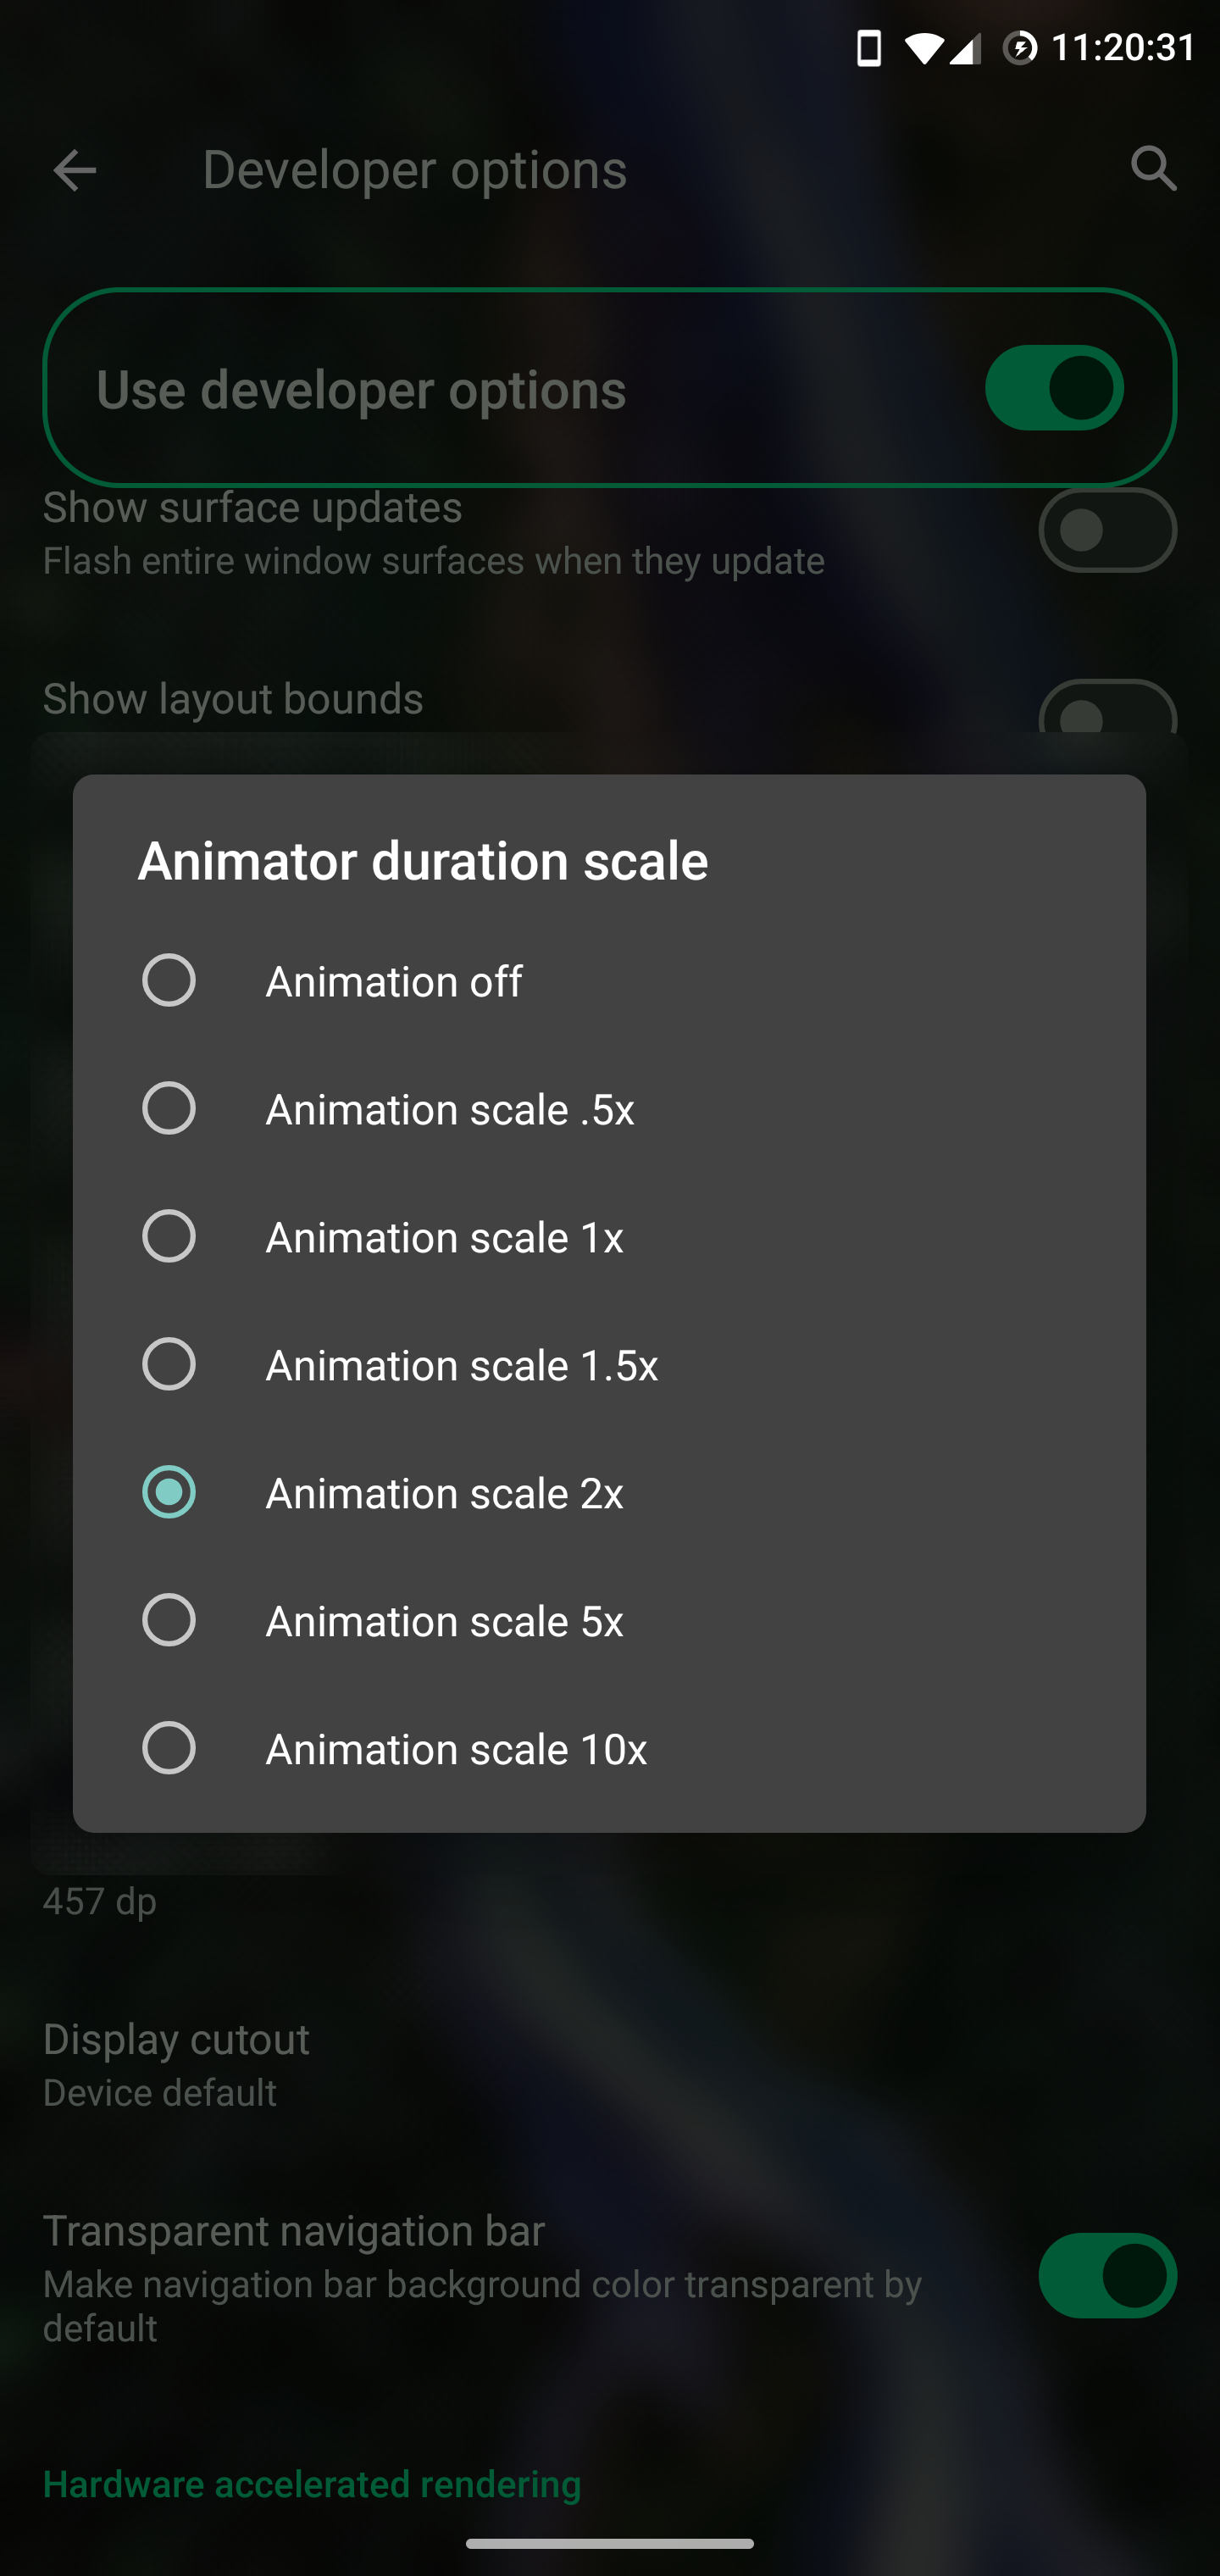 11:20:31
Developer options
Use developer options
Show surface updates
Flash entire window surfaces when they update
Show layout bounds
Animator duration scale
Animation off
Animation scale .5x
Animation scale 1x
Animation scale 1.5x
Animation scale 2x
Animation scale 5x
Animation scale 10x
457 dp
Display cutout
Device default
Transparent navigation bar
Make navigation bar background color transparent by
default
Hardware accelerated rendering